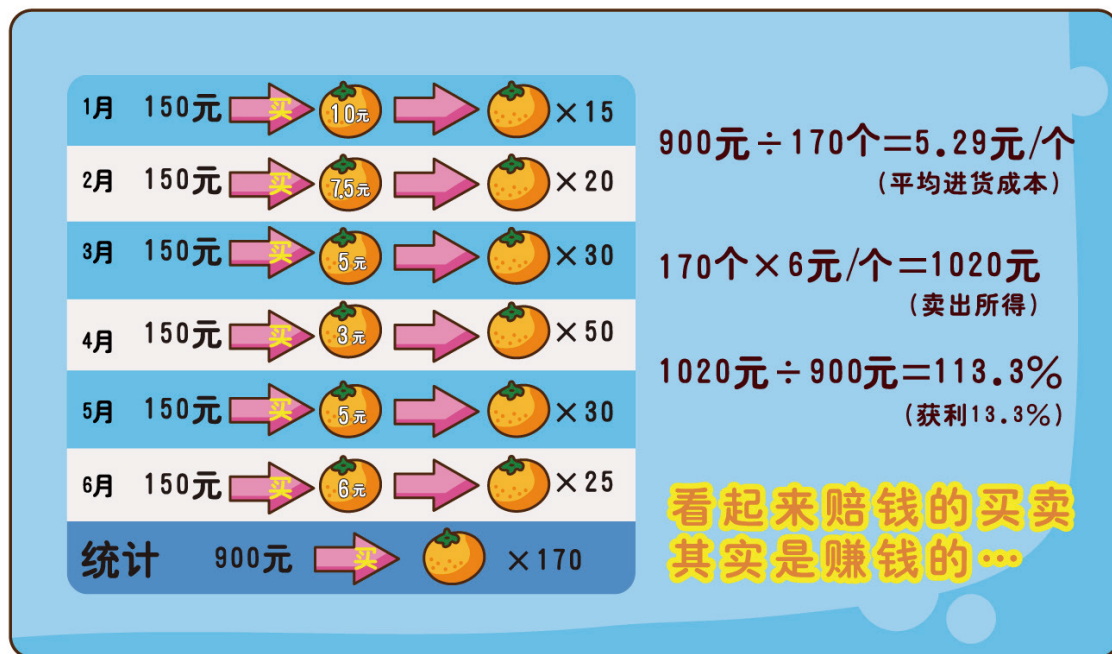 1月 150元 买 10元 ×15
2月 150元 买 7.5元 ×20
3月 150元 买 5元 ×30
4月 150元 买 3元 ×50
5月 150元 买 5元 ×30
6月 150元 买 6元 ×25
统计 900元 买 ×170
900元÷170个=5.29元/个
(平均进货成本)
170个×6元/个=1020元
(卖出所得)
1020元÷900元=113.3%
(获利13.3%)
看起来赔钱的买卖
其实是赚钱的…